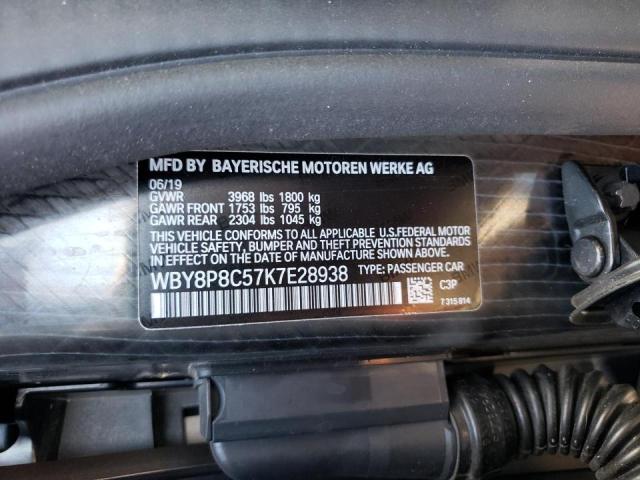 MFD BY BAYERISCHE MOTOREN WERKE AG
06/19
GVWR 3968 lbs 1800 kg
GAWR FRONT 1753 lbs 795 kg
GAWR REAR 2304 lbs 1045 kg
THIS VEHICLE CONFORMS TO ALL APPLICABLE U.S.FEDERAL MOTOR
VEHICLE SAFETY, BUMPER AND THEFT PREVENTION STANDARDS
IN EFFECT ON THE DATE OF MANUFACTURE SHOWN ABOVE.
WBY8P8C57K7E28938 TYPE: PASSENGER CAR
C3P
7 315 814